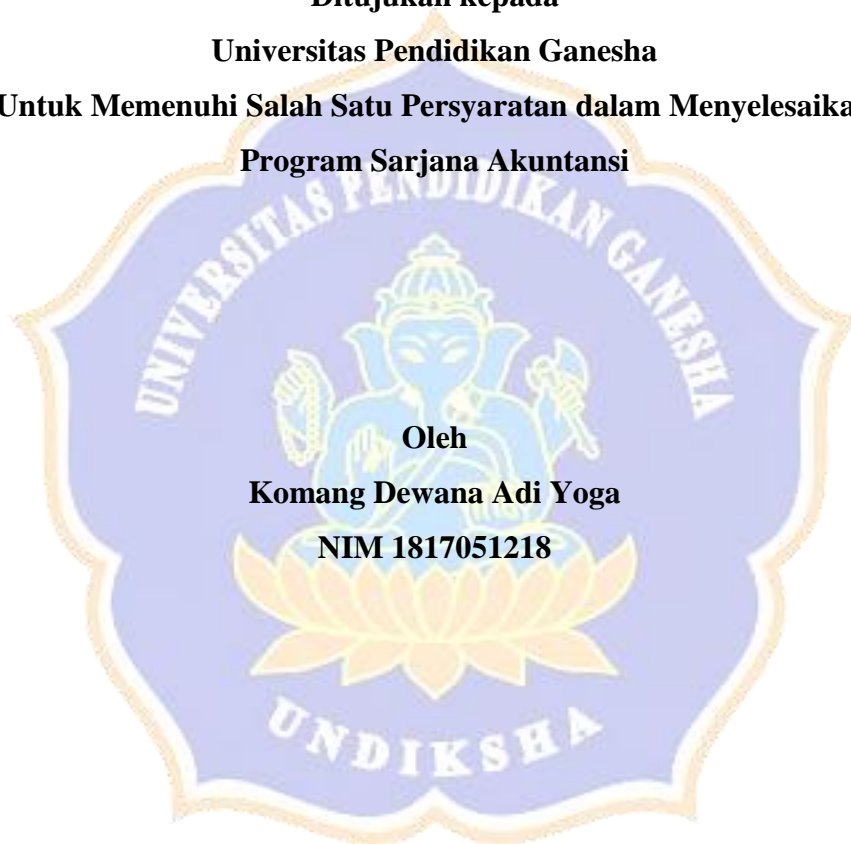 Ditujukan kepada
Universitas Pendidikan Ganesha
Untuk Memenuhi Salah Satu Persyaratan dalam Menyelesaika
Program Sarjana Akuntansi
UNIVERSITAS PENDIDIKAN GANESHA
Oleh
Komang Dewana Adi Yoga
NIM 1817051218
UNDIKSHA